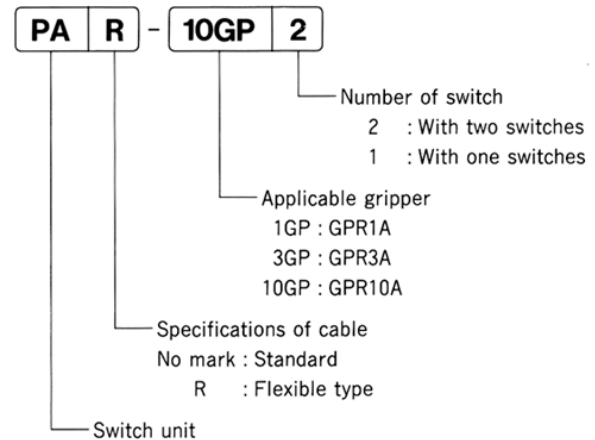 PA R - 10GP 2
Number of switch
2 : With two switches
1 : With one switches
Applicable gripper
1GP : GPR1A
3GP : GPR3A
10GP : GPR10A
Specifications of cable
No mark : Standard
R : Flexible type
Switch unit